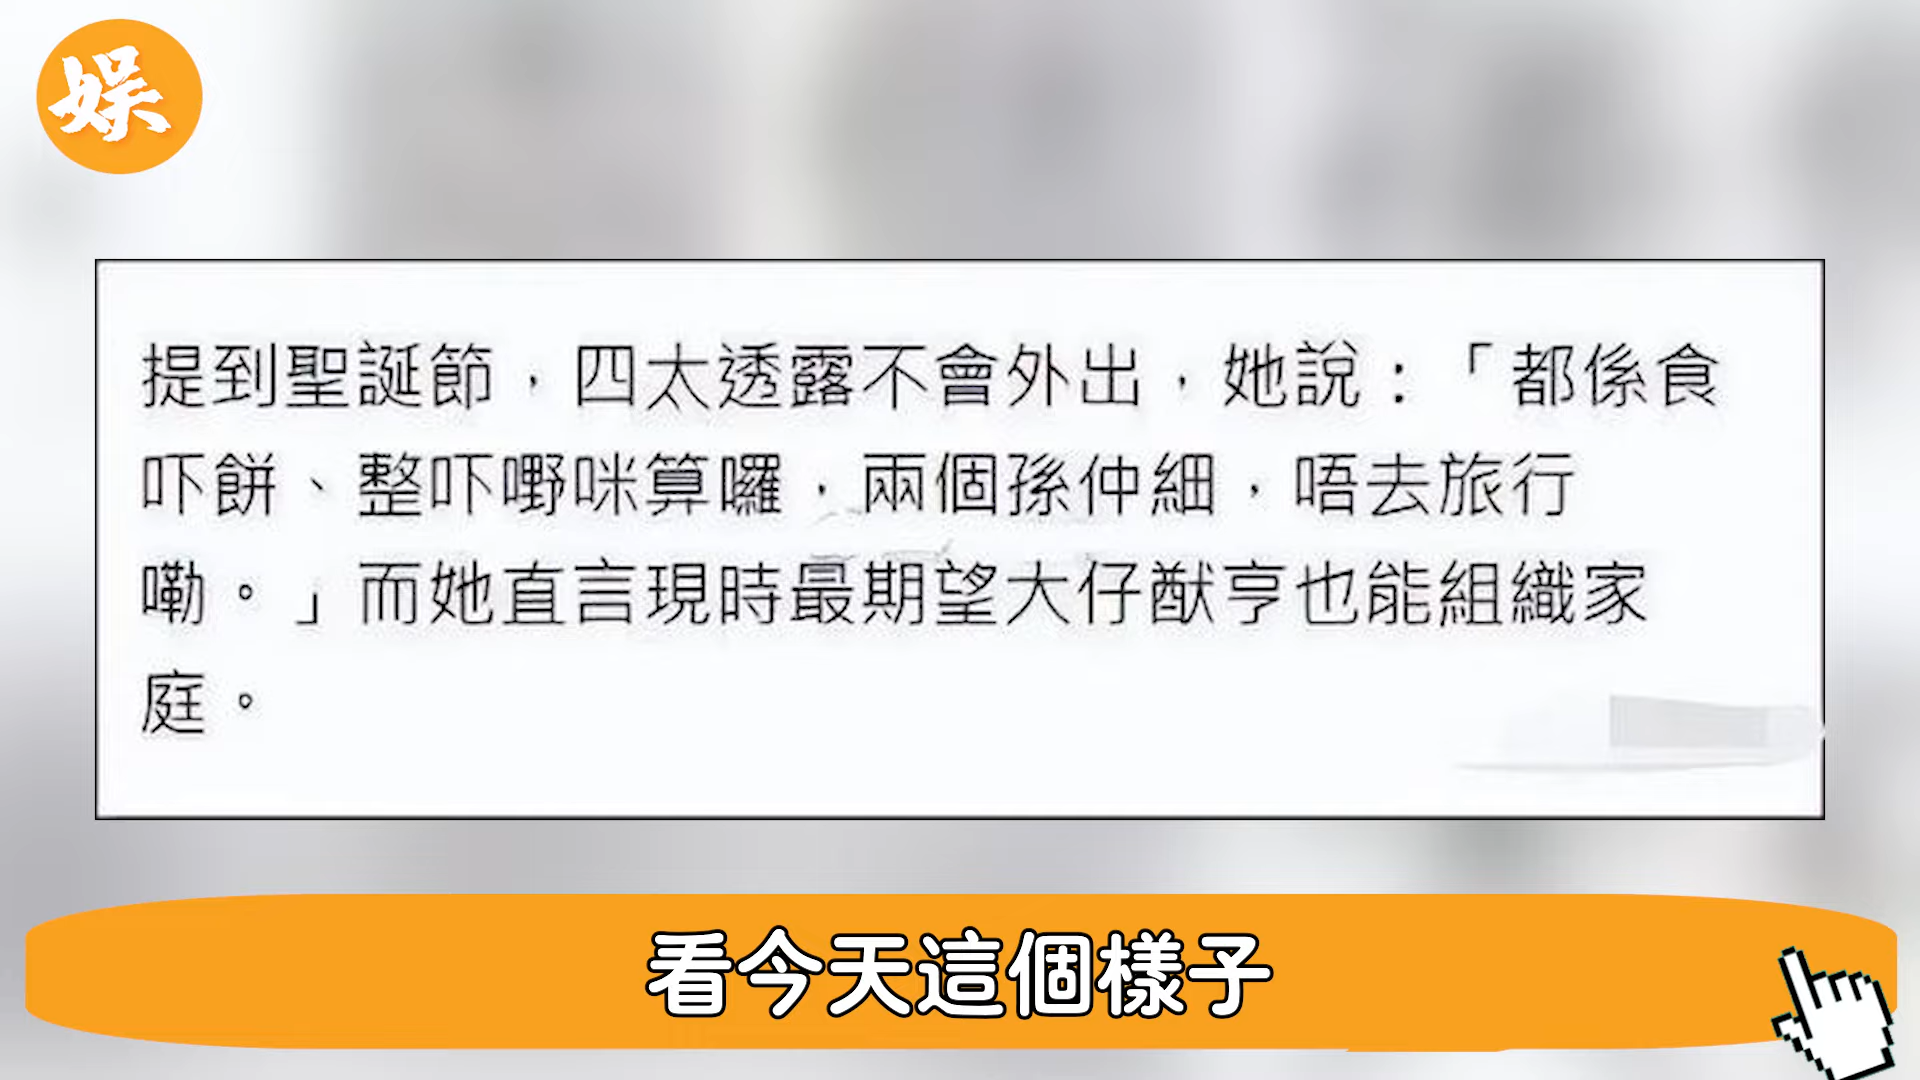 娱
提到聖誕節，四太透露不會外出，她說：「都係食
吓餅、整吓嘢咪算囉，兩個孫仲細，唔去旅行
嘞。」而她直言現時最期望大仔猷亨也能組織家
庭。
看今天這個樣子